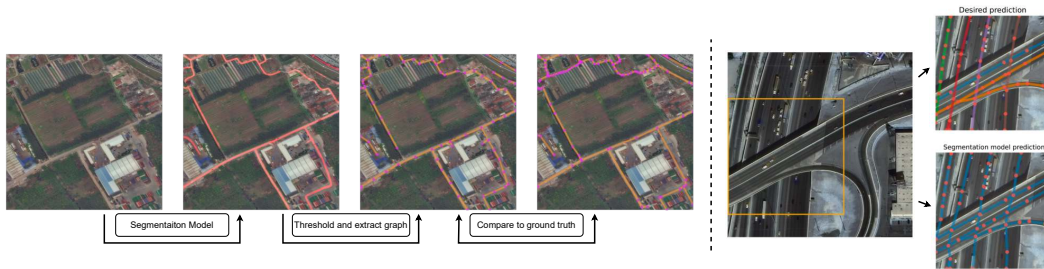 Segmentaiton Model
Threshold and extract graph
Compare to ground truth
Desired prediction
Segmentation model prediction